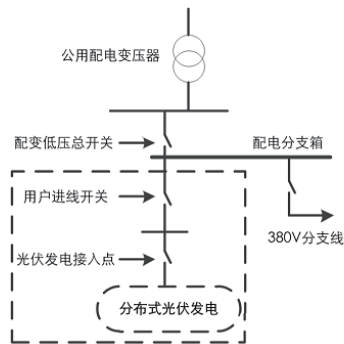 公用配电变压器
配变低压总开关
配电分支箱
用户进线开关
380V分支线
光伏发电接入点
分布式光伏发电